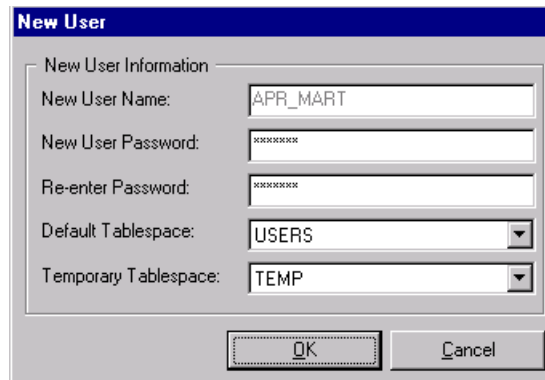 New User
New User Information
New User Name: APR_MART
New User Password: *******
Re-enter Password: *******
Default Tablespace: USERS
Temporary Tablespace: TEMP
OK Cancel